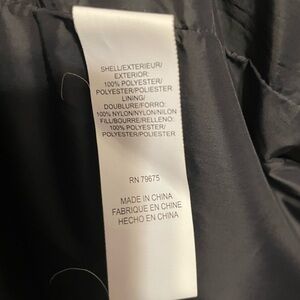 SHELL/EXTERIEUR/
EXTERIOR:
100% POLYESTER/
POLYESTER/POLIESTER
LINING/
DOUBLURE/FORRO:
100% NYLON/NYLON/NILON
FILL/BOURRE/RELLENO:
100% POLYESTER/
POLYESTER/POLIESTER
RN 79675
MADE IN CHINA
FABRIQUE EN CHINE
HECHO EN CHINA